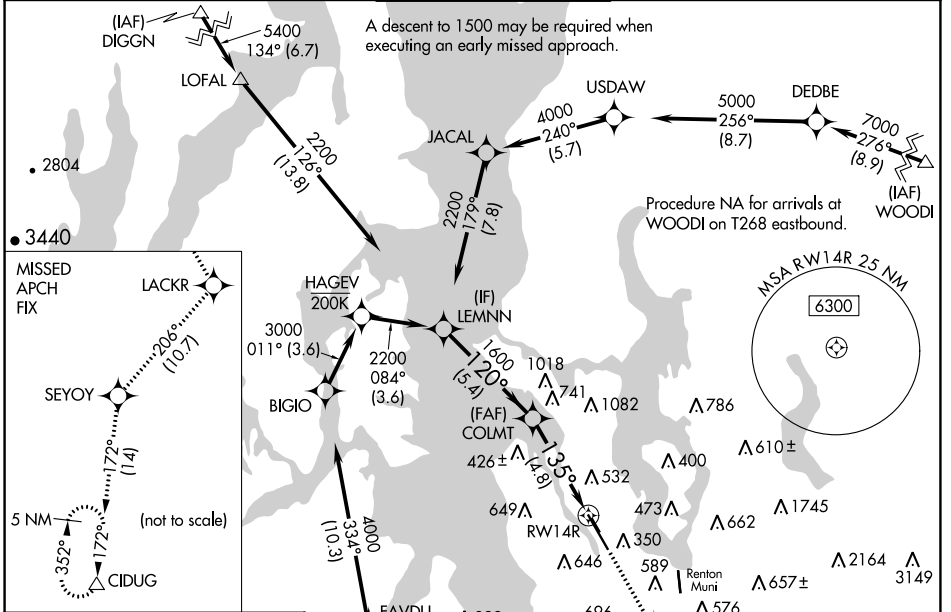 (IAF)
DIGGN
5400
134° (6.7)
A descent to 1500 may be required when
executing an early missed approach.
LOFAL
USDAW
DEDBE
4000
240°
(5.7)
5000
256°
(8.7)
7000
276°
(8.9)
(IAF)
WOODI
JACAL
2200
126°
(13.8)
2804
3440
2200
179°
(7.8)
Procedure NA for arrivals at
WOODI on T268 eastbound.
MSA RW14R 25 NM
6300
MISSED
APCH
FIX
LACKR
206°
(10.7)
SEYOY
172°
(14)
5 NM
(not to scale)
352°
172°
CIDUG
HAGEV
200K
(IF)
LEMNN
3000
011° (3.6)
2200
084°
(3.6)
BIGIO
1600
120°
(5.4)
(FAF)
COLMT
135°
(4.8)
1018
741
1082
786
610±
426±
532
400
649
473
1745
RW14R
662
350
646
589
Renton
Muni
657±
2164
3149
576
4000
334°
(10.3)